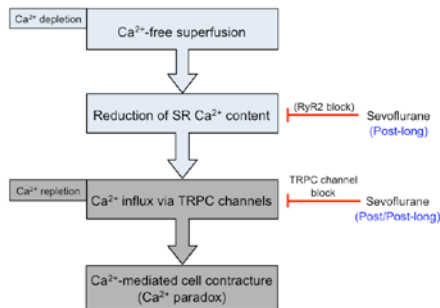 Ca²⁺ depletion
Ca²⁺-free superfusion
Reduction of SR Ca²⁺ content
(RyR2 block)
Sevoflurane
(Post-long)
Ca²⁺ repletion
Ca²⁺ influx via TRPC channels
TRPC channel
block
Sevoflurane
(Post/Post-long)
Ca²⁺-mediated cell contracture
(Ca²⁺ paradox)